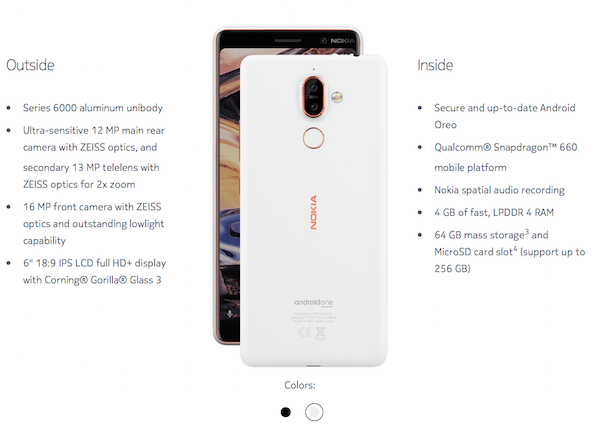 Outside
Series 6000 aluminum unibody
Ultra-sensitive 12 MP main rear
camera with ZEISS optics, and
secondary 13 MP telelens with
ZEISS optics for 2x zoom
16 MP front camera with ZEISS
optics and outstanding lowlight
capability
6" 18:9 IPS LCD full HD+ display
with Corning® Gorilla® Glass 3
NOKIA
NOKIA
androidone
Inside
Secure and up-to-date Android
Oreo
Qualcomm® Snapdragon™ 660
mobile platform
Nokia spatial audio recording
4 GB of fast, LPDDR 4 RAM
64 GB mass storage³ and
MicroSD card slot⁴ (support up to
256 GB)
Colors: